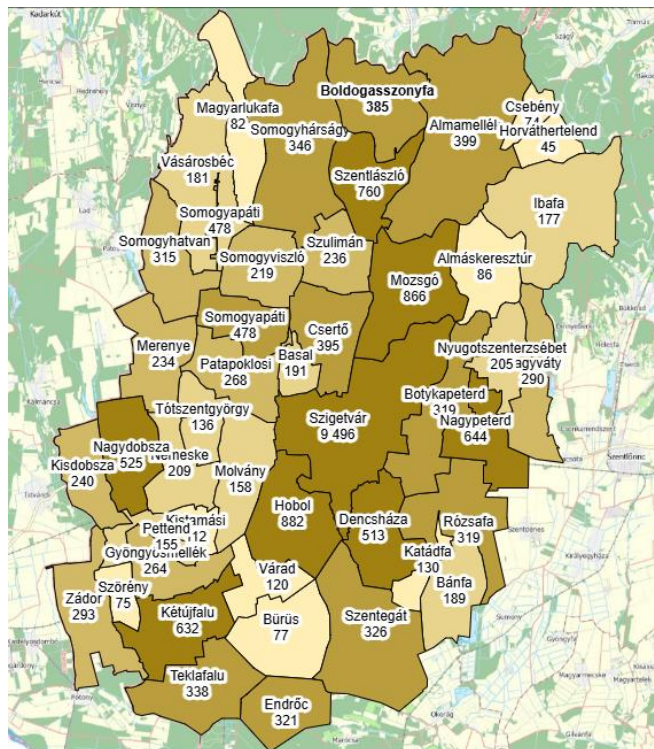 Kadarkút
Boldogasszonyfa
385
Csebény
74
Magyarlukafa
82
Somogyhárságy
346
Almamellék
399
Horváthertelend
45
Vásárosbéc
181
Szentlászló
760
Ibafa
177
Somogyapáti
478
Somogyhatvan
315
Somogyviszló
219
Szulimán
236
Almáskeresztúr
86
Mozsgó
866
Somogyapáti
478
Csertő
395
Merenye
234
Patapoklosi
268
Basal
191
Nyugotszenterzsébet
205
290
Tótszentgyörgy
136
Botykapeterd
319
Szigetvár
9 496
Nagypeterd
644
Nagydobsza
525
Nemeske
209
Kisdobsza
240
Molvány
158
Hobol
882
Dencsháza
513
Kistamási
112
Pettend
155
Rózsafa
319
Gyöngyösmellék
264
Katádfa
130
Várad
120
Szörény
75
Zádor
293
Bánfa
189
Kétújfalu
632
Bürüs
77
Szentegát
326
Teklafalu
338
Endrőc
321